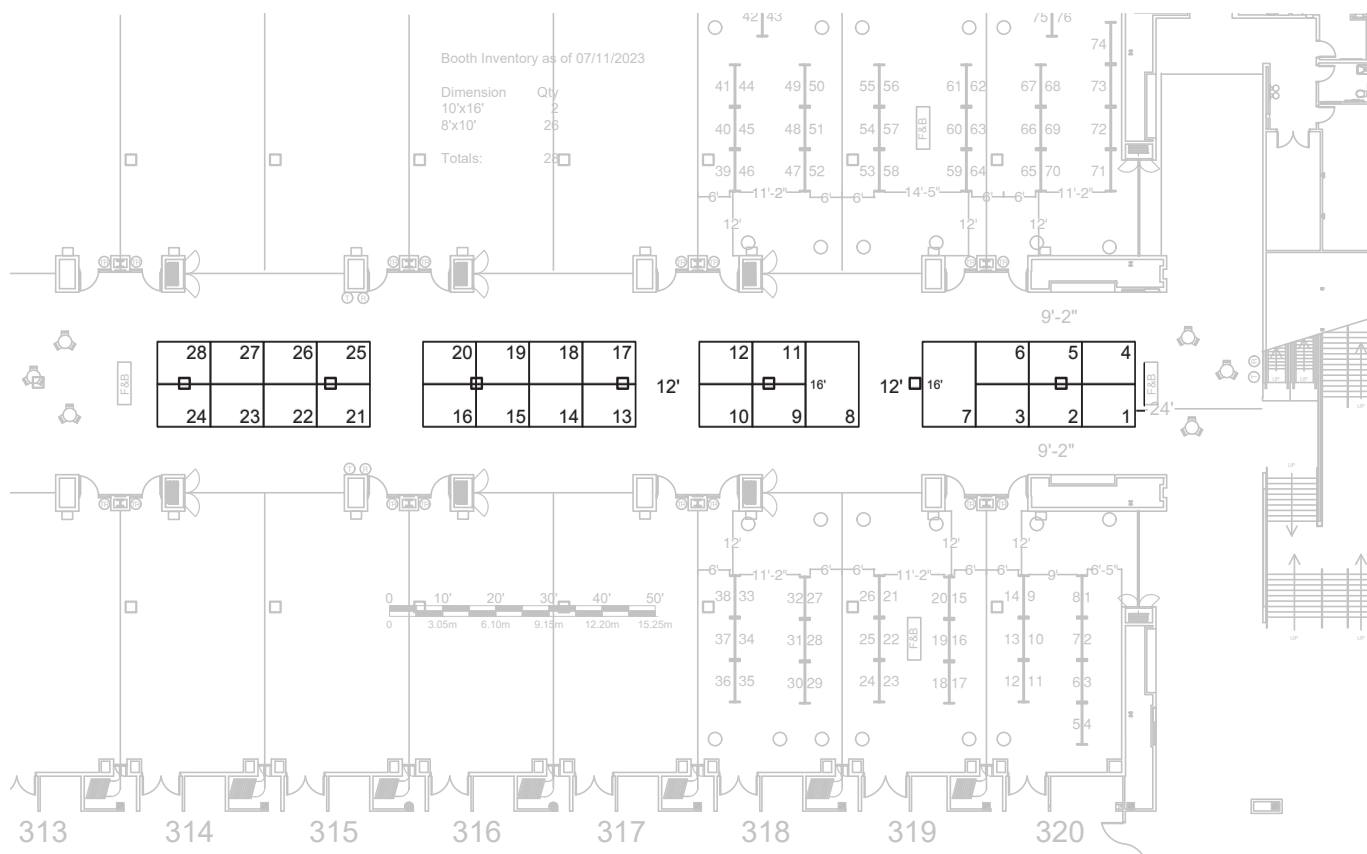 42 43
75 76
74
Booth Inventory as of 07/11/2023
Dimension Qty
10'x16' 2
8'x10' 26
Totals: 28
41 44 49 50 55 56 61 62 67 68 73
F&B
40 45 48 51 54 57 60 63 66 69 72
39 46 47 52 53 58 59 64 65 70 71
6' 11'-2" 6' 6' 14'-5" 6' 6' 11'-2"
12' 12' 12'
T R
9'-2"
28 27 26 25 20 19 18 17 12 11 6 5 4
F&B 12' 16' 12' 16' F&B
24 23 22 21 16 15 14 13 10 9 8 7 3 2 1
24'
R
T
UP UP UP
9'-2"
T R
UP
12' 12' 12'
6' 11'-2" 6' 6' 11'-2" 6' 6' 9' 6'-5"
38 33 32 27 26 21 20 15 14 9 8 1
0 10' 20' 30' 40' 50'
0 3.05m 6.10m 9.15m 12.20m 15.25m
37 34 31 28 25 22 F&B 19 16 13 10 7 2
UP UP
36 35 30 29 24 23 18 17 12 11 6 3
5 4
313 314 315 316 317 318 319 320